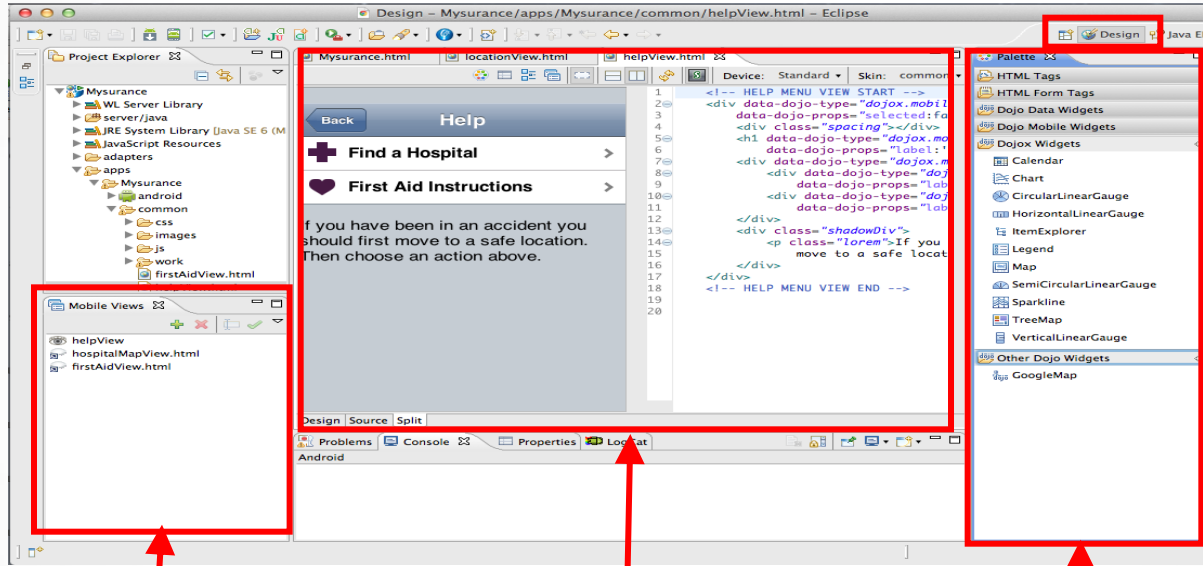 Design – Mysurance/apps/Mysurance/common/helpView.html – Eclipse
Design
Java E
Project Explorer
Mysurance
WL Server Library
server/java
JRE System Library [Java SE 6 (M
JavaScript Resources
adapters
apps
Mysurance
android
common
css
images
js
work
firstAidView.html
Mobile Views
helpView
hospitalMapView.html
firstAidView.html
Mysurance.html
locationView.html
helpView.html
Device: Standard
Skin: common
Back
Help
Find a Hospital
First Aid Instructions
f you have been in an accident you
should first move to a safe location.
Then choose an action above.
1 <!-- HELP MENU VIEW START -->
2 <div data-dojo-type="dojox.mobil
3 data-dojo-props="selected:fa
4 <div class="spacing"></div>
5 <h1 data-dojo-type="dojox.mo
6 data-dojo-props="label:'
7 <div data-dojo-type="dojox.m
8 <div data-dojo-type="doj
9 data-dojo-props="lab
10 <div data-dojo-type="doj
11 data-dojo-props="lab
12 </div>
13 <div class="shadowDiv">
14 <p class="lorem">If you
15 move to a safe locat
16 </div>
17 </div>
18 <!-- HELP MENU VIEW END -->
19
20
Design Source Split
Problems Console Properties LogCat
Android
Palette
HTML Tags
HTML Form Tags
Dojo Data Widgets
Dojo Mobile Widgets
Dojox Widgets
Calendar
Chart
CircularLinearGauge
HorizontalLinearGauge
ItemExplorer
Legend
Map
SemiCircularLinearGauge
Sparkline
TreeMap
VerticalLinearGauge
Other Dojo Widgets
GoogleMap